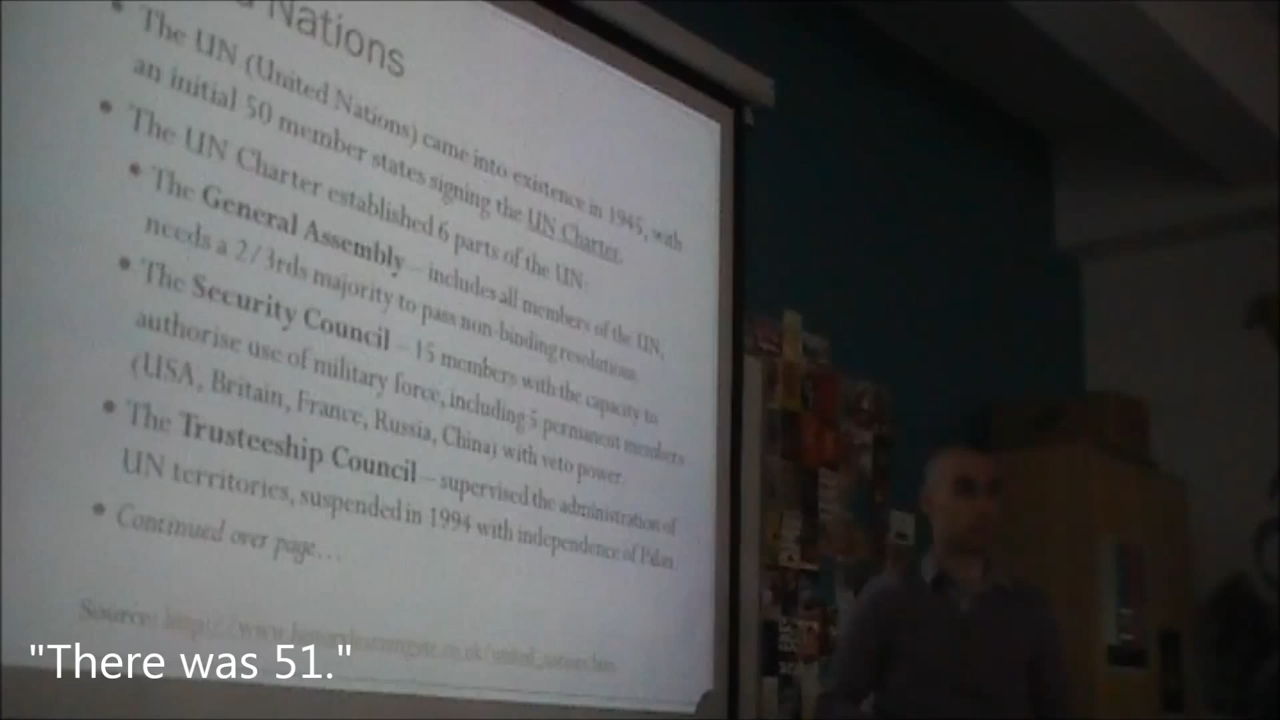 Nations
The UN (United Nations) came into existence in 1945, with
an initial 50 member states signing the UN Charter.
The UN Charter established 6 parts of the UN-
The General Assembly – includes all members of the UN,
needs a 2/3rds majority to pass non-binding resolutions
The Security Council – 15 members with the capacity to
authorise use of military force, including 5 permanent members
(USA, Britain, France, Russia, China) with veto power.
The Trusteeship Council – supervised the administration of
UN territories, suspended in 1994 with independence of Palau
Continued over page…
Source:
"There was 51."